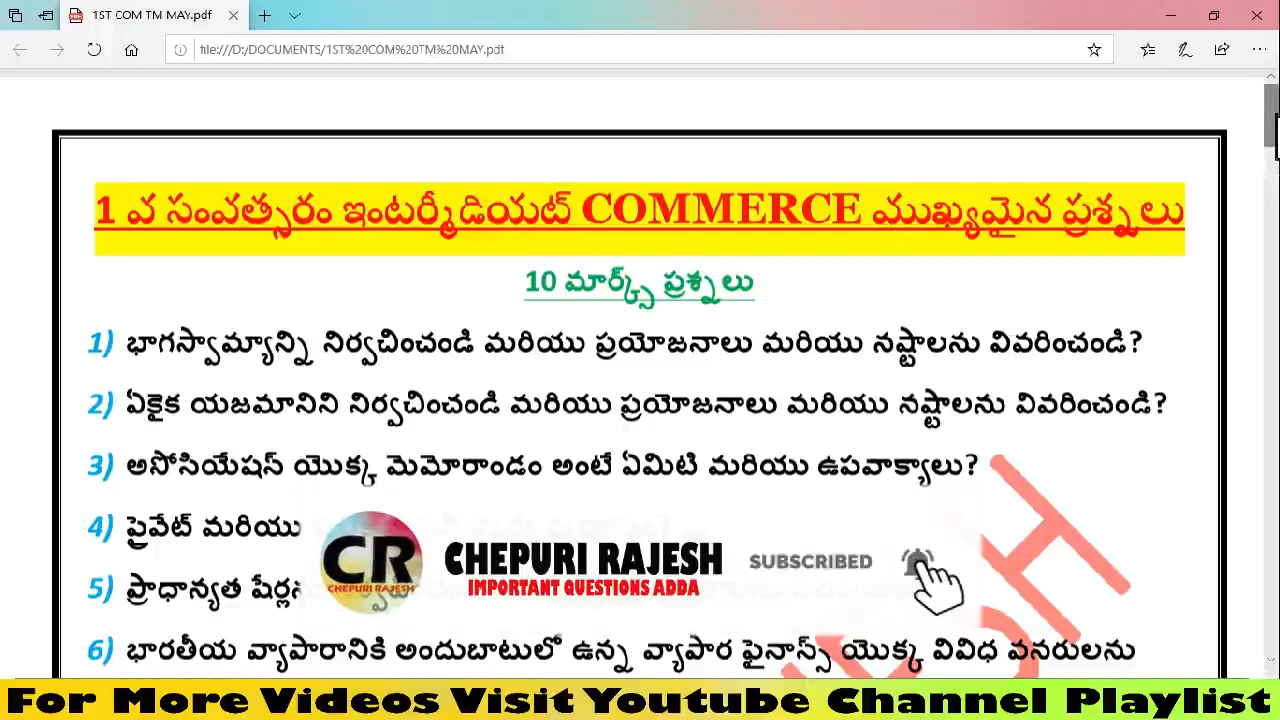 1ST COM TM MAY.pdf
file:///D:/DOCUMENTS/1ST%20COM%20TM%20MAY.pdf
1 వ సంవత్సరం ఇంటర్మీడియట్ COMMERCE ముఖ్యమైన ప్రశ్నలు
10 మార్క్స్ ప్రశ్నలు
1) భాగస్వామ్యాన్ని నిర్వచించండి మరియు ప్రయోజనాలు మరియు నష్టాలను వివరించండి?
2) ఏకైక యజమానిని నిర్వచించండి మరియు ప్రయోజనాలు మరియు నష్టాలను వివరించండి?
3) అసోసియేషన్ యొక్క మెమోరాండం అంటే ఏమిటి మరియు ఉపవాక్యాలు?
4) ప్రైవేట్ మరియు
5) ప్రాధాన్యత
CR
CHEPURI RAJESH
CHEPURI RAJESH
IMPORTANT QUESTIONS ADDA
SUBSCRIBED
6) భారతీయ వ్యాపారానికి అందుబాటులో ఉన్న వ్యాపార ఫైనాన్స్ యొక్క వివిధ వనరులను
For More Videos Visit Youtube Channel Playlist